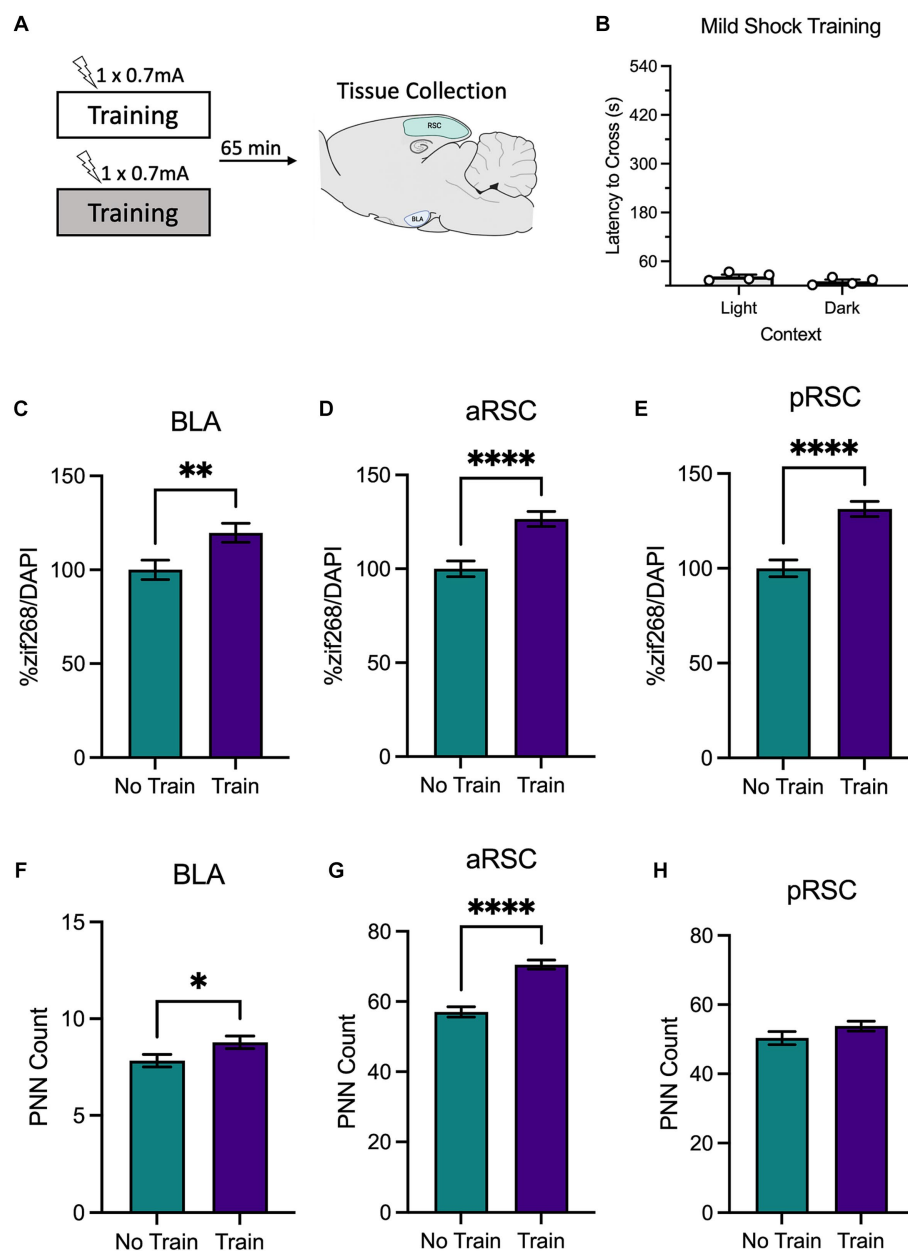 A
1 x 0.7mA
Training
1 x 0.7mA
Training
65 min
Tissue Collection
RSC
BLA
B
Mild Shock Training
Latency to Cross (s)
540
420
300
180
60
Light
Dark
Context
C
BLA
**
%zif268/DAPI
150
100
50
0
No Train
Train
D
aRSC
****
%zif268/DAPI
150
100
50
0
No Train
Train
E
pRSC
****
%zif268/DAPI
150
100
50
0
No Train
Train
F
BLA
*
PNN Count
15
10
5
0
No Train
Train
G
aRSC
****
PNN Count
80
60
40
20
0
No Train
Train
H
pRSC
PNN Count
80
60
40
20
0
No Train
Train